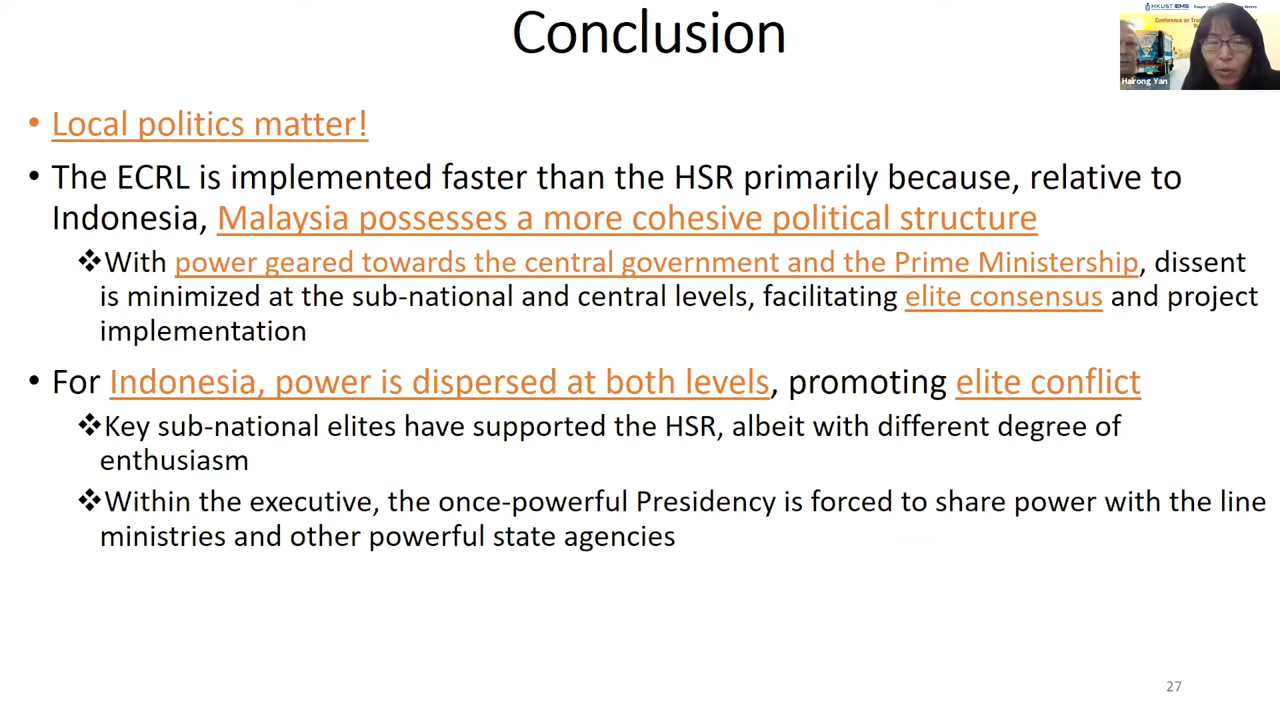 Conclusion
HKUST IEMS
Hairong Yan
• Local politics matter!
• The ECRL is implemented faster than the HSR primarily because, relative to
Indonesia, Malaysia possesses a more cohesive political structure
❖With power geared towards the central government and the Prime Ministership, dissent
is minimized at the sub-national and central levels, facilitating elite consensus and project
implementation
• For Indonesia, power is dispersed at both levels, promoting elite conflict
❖Key sub-national elites have supported the HSR, albeit with different degree of
enthusiasm
❖Within the executive, the once-powerful Presidency is forced to share power with the line
ministries and other powerful state agencies
27